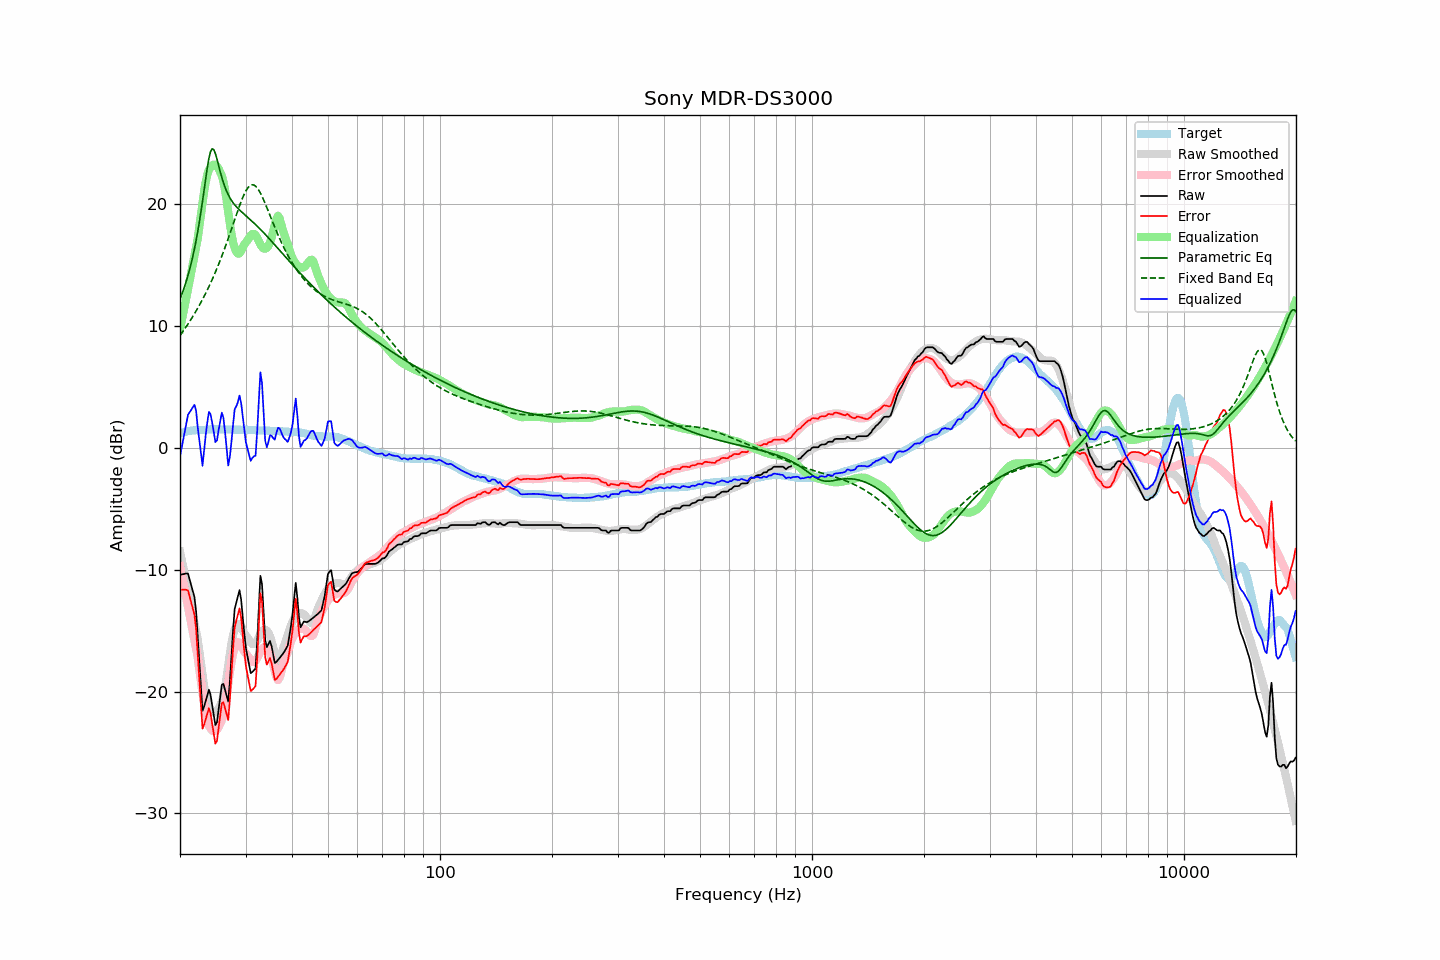 Sony MDR-DS3000
Target
Raw Smoothed
Error Smoothed
Raw
Error
Equalization
Parametric Eq
Fixed Band Eq
Equalized
Amplitude (dBr)
20
10
0
−10
−20
−30
100
1000
10000
Frequency (Hz)